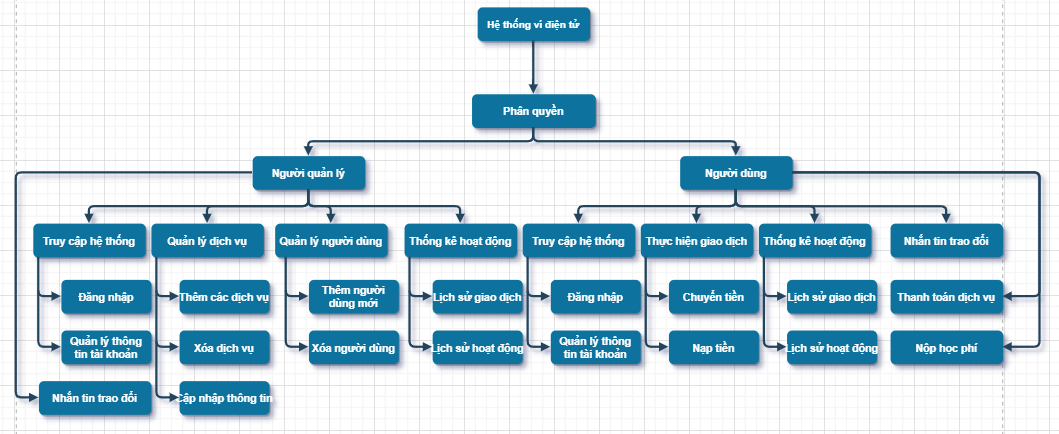 Hệ thống ví điện tử
Phân quyền
Người quản lý
Người dùng
Truy cập hệ thống
Quản lý dịch vụ
Quản lý người dùng
Thống kê hoạt động
Truy cập hệ thống
Thực hiện giao dịch
Thống kê hoạt động
Nhắn tin trao đổi
Đăng nhập
Thêm các dịch vụ
Thêm người
dùng mới
Lịch sử giao dịch
Đăng nhập
Chuyển tiền
Lịch sử giao dịch
Thanh toán dịch vụ
Quản lý thông
tin tài khoản
Xóa dịch vụ
Xóa người dùng
Lịch sử hoạt động
Quản lý thông
tin tài khoản
Nạp tiền
Lịch sử hoạt động
Nộp học phí
Nhắn tin trao đổi
Cập nhập thông tin